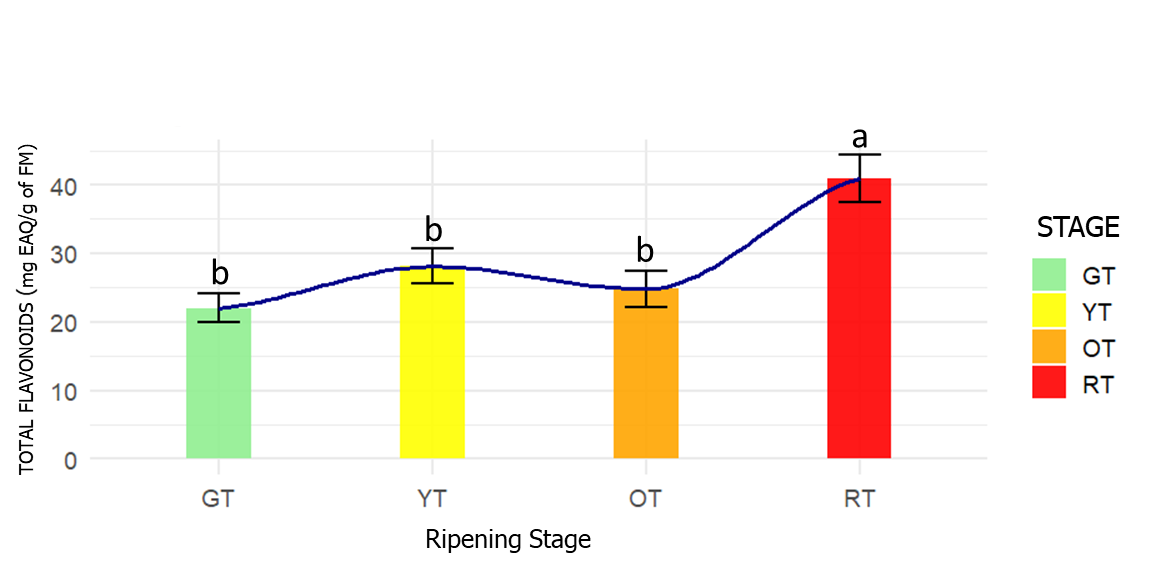 TOTAL FLAVONOIDS (mg EAQ/g of FM)
40
30
20
10
0
b
b
b
a
GT
YT
OT
RT
Ripening Stage
STAGE
GT
YT
OT
RT